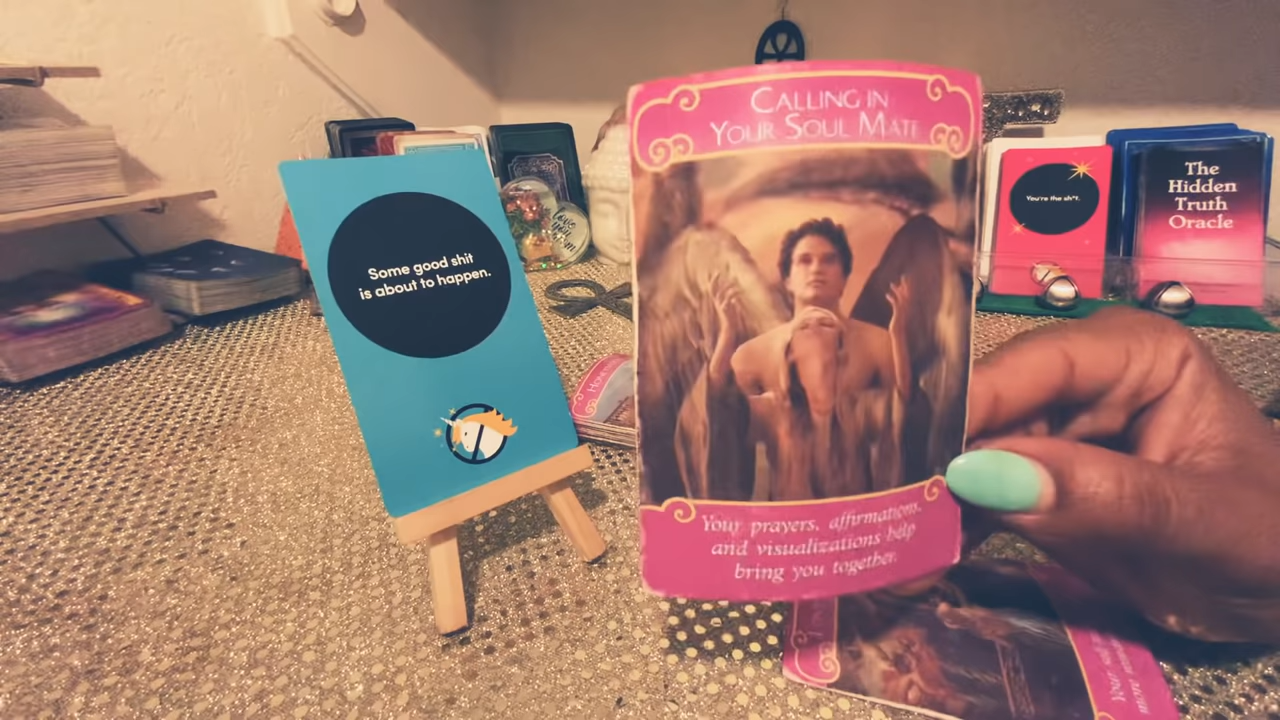 Some good shit
is about to happen.
CALLING IN
YOUR SOUL MATE
Your prayers, affirmations,
and visualizations help
bring you together.
You're the sh*t.
The
Hidden
Truth
Oracle